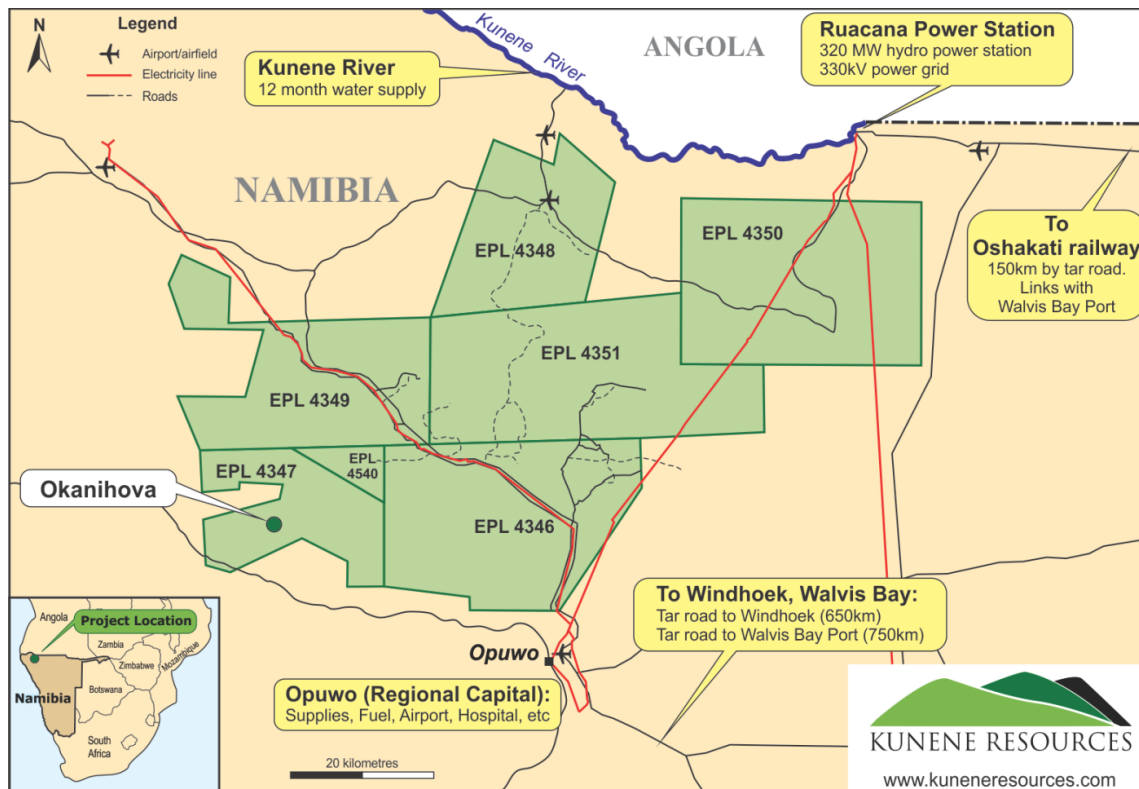 N
Legend
Airport/airfield
Electricity line
Roads
Kunene River
12 month water supply
Kunene River
ANGOLA
Ruacana Power Station
320 MW hydro power station
330kV power grid
NAMIBIA
To
Oshakati railway
150km by tar road.
Links with
Walvis Bay Port
EPL 4348
EPL 4350
EPL 4351
EPL 4349
EPL 4347
EPL
4540
EPL 4346
Okanihova
To Windhoek, Walvis Bay:
Tar road to Windhoek (650km)
Tar road to Walvis Bay Port (750km)
Opuwo
Opuwo (Regional Capital):
Supplies, Fuel, Airport, Hospital, etc
20 kilometres
Angola
Project Location
Zambia
Zimbabwe
Mozambique
Namibia
Botswana
South
Africa
KUNENE RESOURCES
www.kuneneresources.com